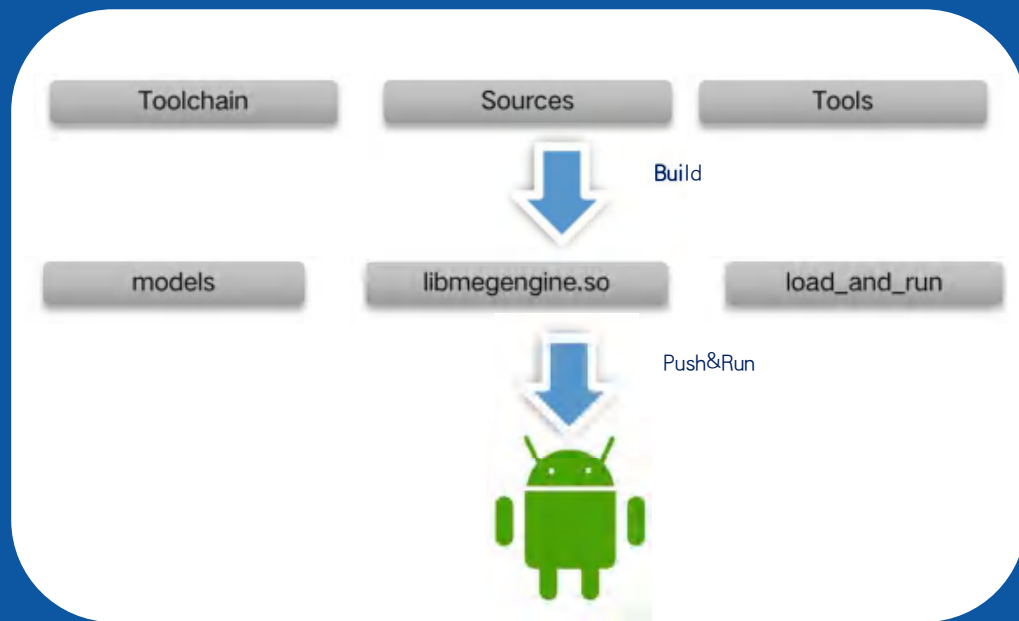 Toolchain
Sources
Tools
Build
models
libmegengine.so
load_and_run
Push&Run